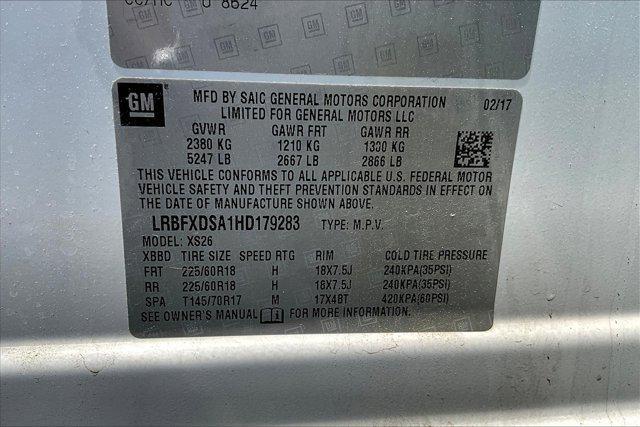 GM
MFD BY SAIC GENERAL MOTORS CORPORATION 02/17
LIMITED FOR GENERAL MOTORS LLC
GVWR GAWR FRT GAWR RR
2380 KG 1210 KG 1300 KG
5247 LB 2667 LB 2866 LB
THIS VEHICLE CONFORMS TO ALL APPLICABLE U.S. FEDERAL MOTOR
VEHICLE SAFETY AND THEFT PREVENTION STANDARDS IN EFFECT ON
THE DATE OF MANUFACTURE SHOWN ABOVE.
LRBFXDSA1HD179283 TYPE: M.P.V.
MODEL: XS26
XBBD TIRE SIZE SPEED RTG RIM COLD TIRE PRESSURE
FRT 225/60R18 H 18X7.5J 240KPA(35PSI)
RR 225/60R18 H 18X7.5J 240KPA(35PSI)
SPA T145/70R17 M 17X4BT 420KPA(60PSI)
SEE OWNER'S MANUAL FOR MORE INFORMATION.